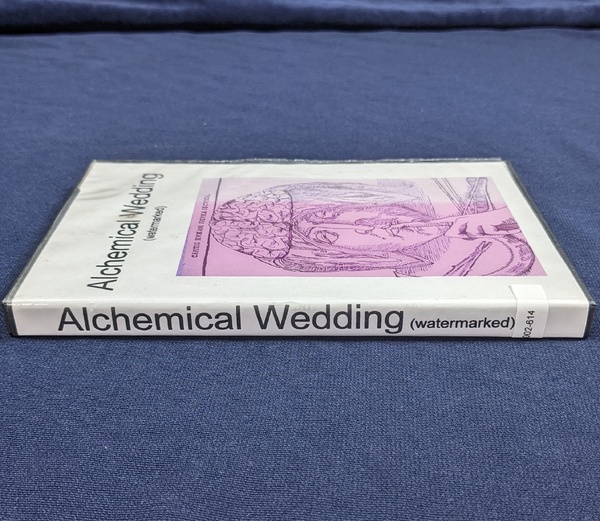 Alchemical Wedding
(watermarked)
Alchemical Wedding (watermarked)
002-614